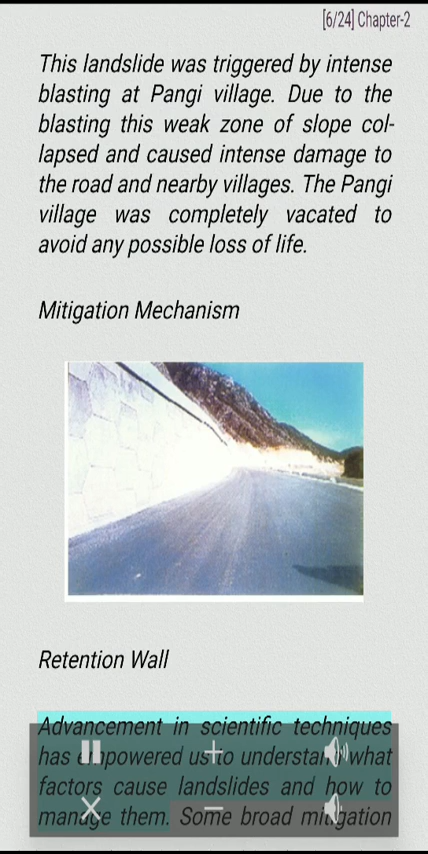 [6/24] Chapter-2
This landslide was triggered by intense
blasting at Pangi village. Due to the
blasting this weak zone of slope col-
lapsed and caused intense damage to
the road and nearby villages. The Pangi
village was completely vacated to
avoid any possible loss of life.
Mitigation Mechanism
Retention Wall
Advancement in scientific techniques
has empowered us to understand what
factors cause landslides and how to
manage them. Some broad mitigation